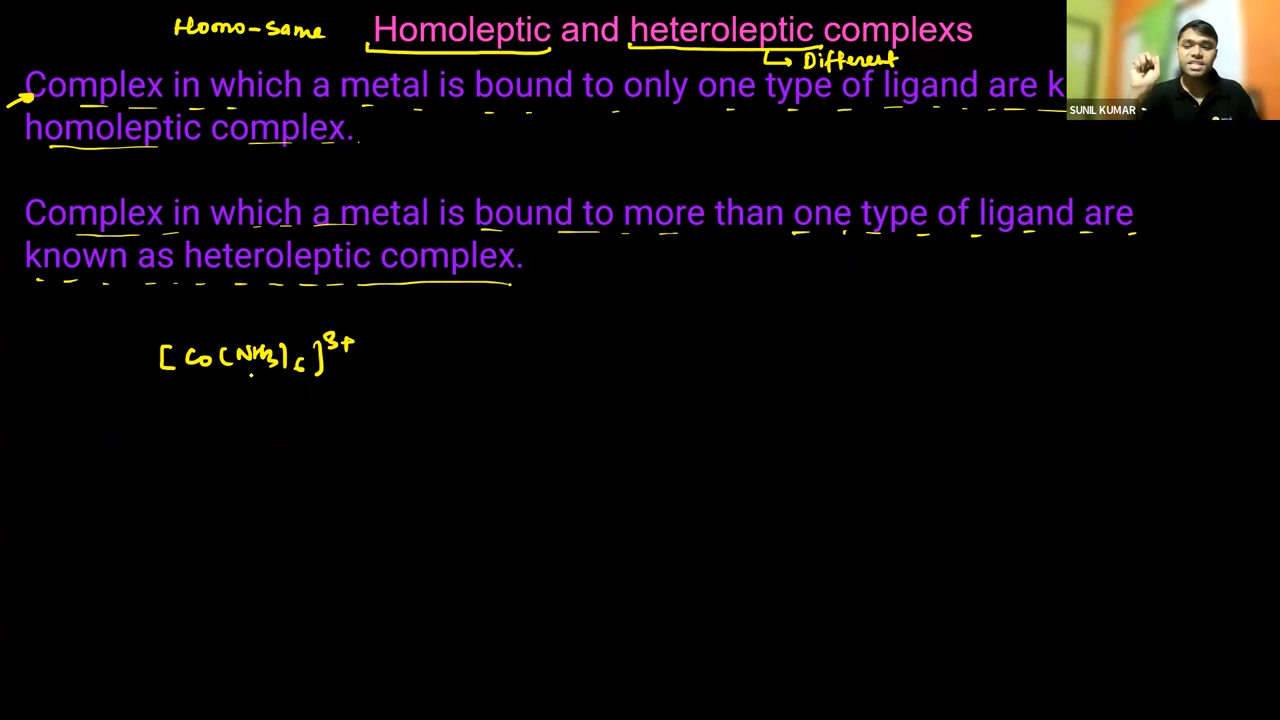 Homo-same
Homoleptic and heteroleptic complexs
Different
Complex in which a metal is bound to only one type of ligand are k
SUNIL KUMAR
homoleptic complex.
Complex in which a metal is bound to more than one type of ligand are
known as heteroleptic complex.
[Co(NH3)6]3+